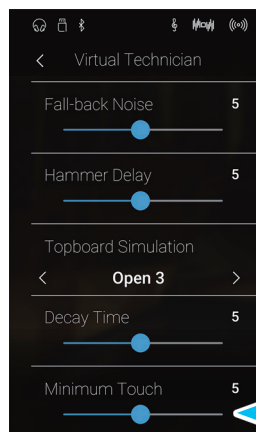 < Virtual Technician
Fall-back Noise 5
Hammer Delay 5
Topboard Simulation
< Open 3 >
Decay Time 5
Minimum Touch 5